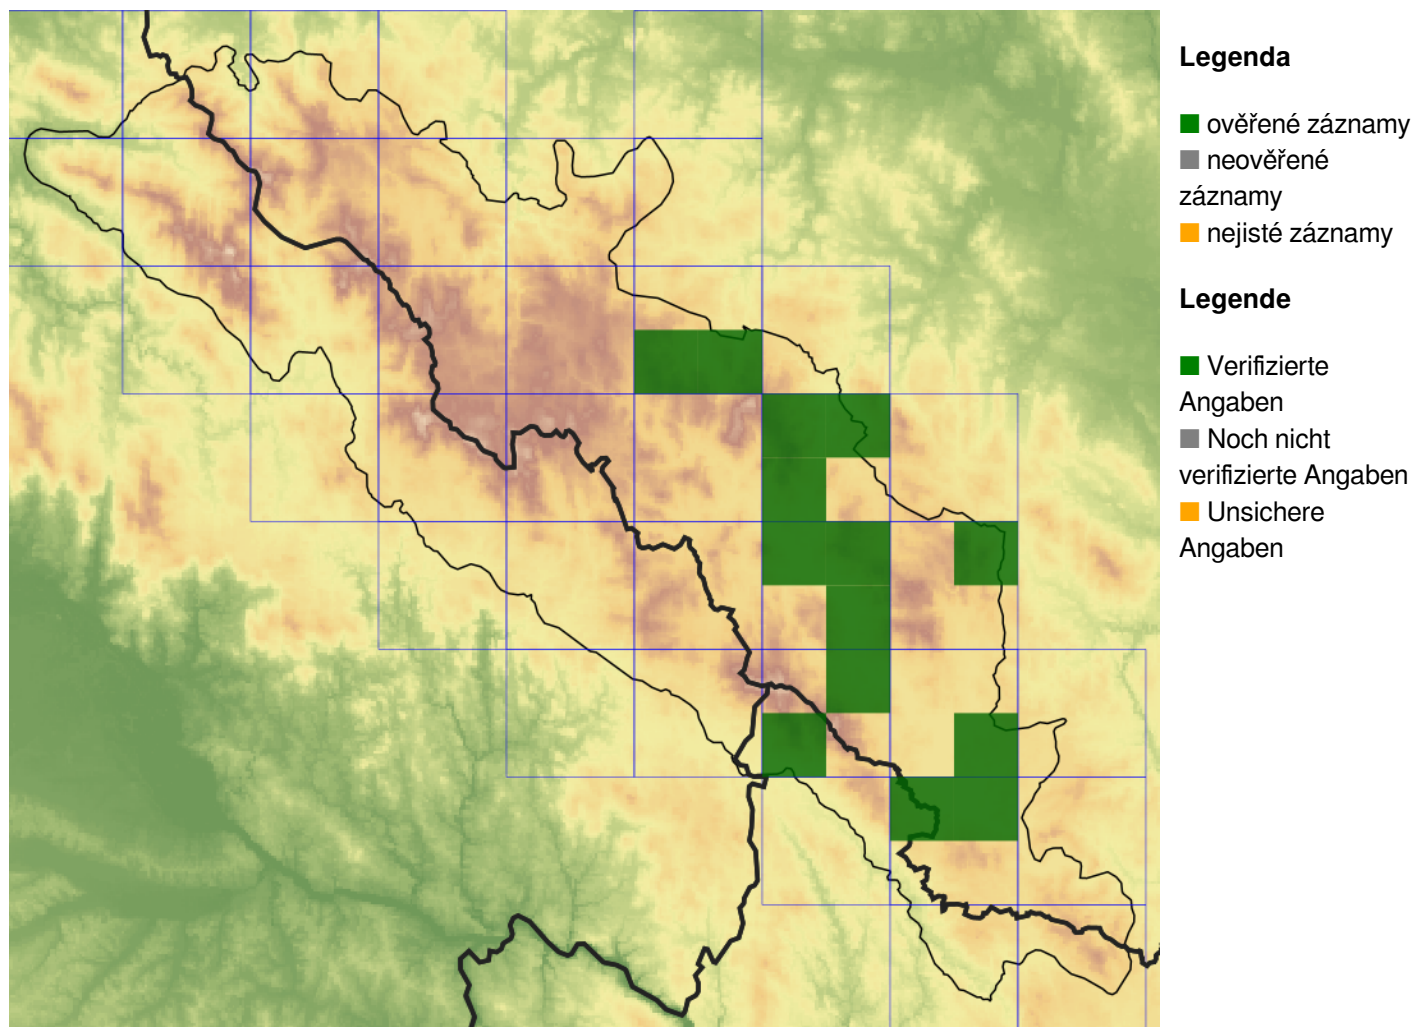 Legenda
ověřené záznamy
neověřené
záznamy
nejisté záznamy
Legende
Verifizierte
Angaben
Noch nicht
verifizierte Angaben
Unsichere
Angaben